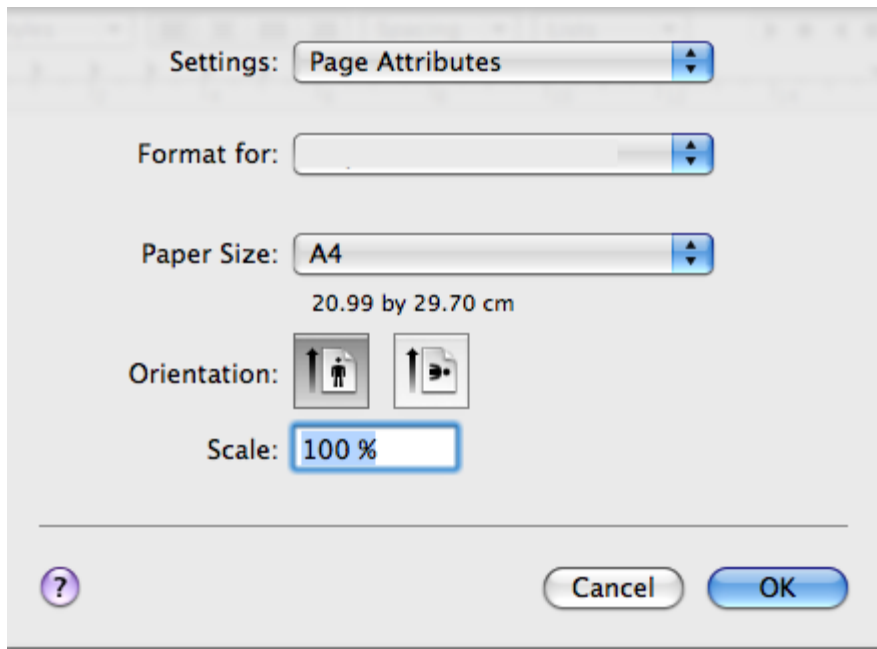 Settings: Page Attributes
Format for:
Paper Size: A4
20.99 by 29.70 cm
Orientation:
Scale: 100 %
? Cancel OK